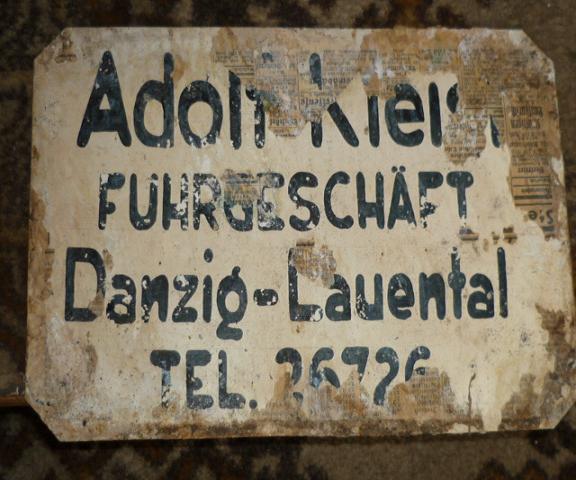 Adolf
FUHRGESCHÄFT
Danzig-Lauental
TEL. 26726